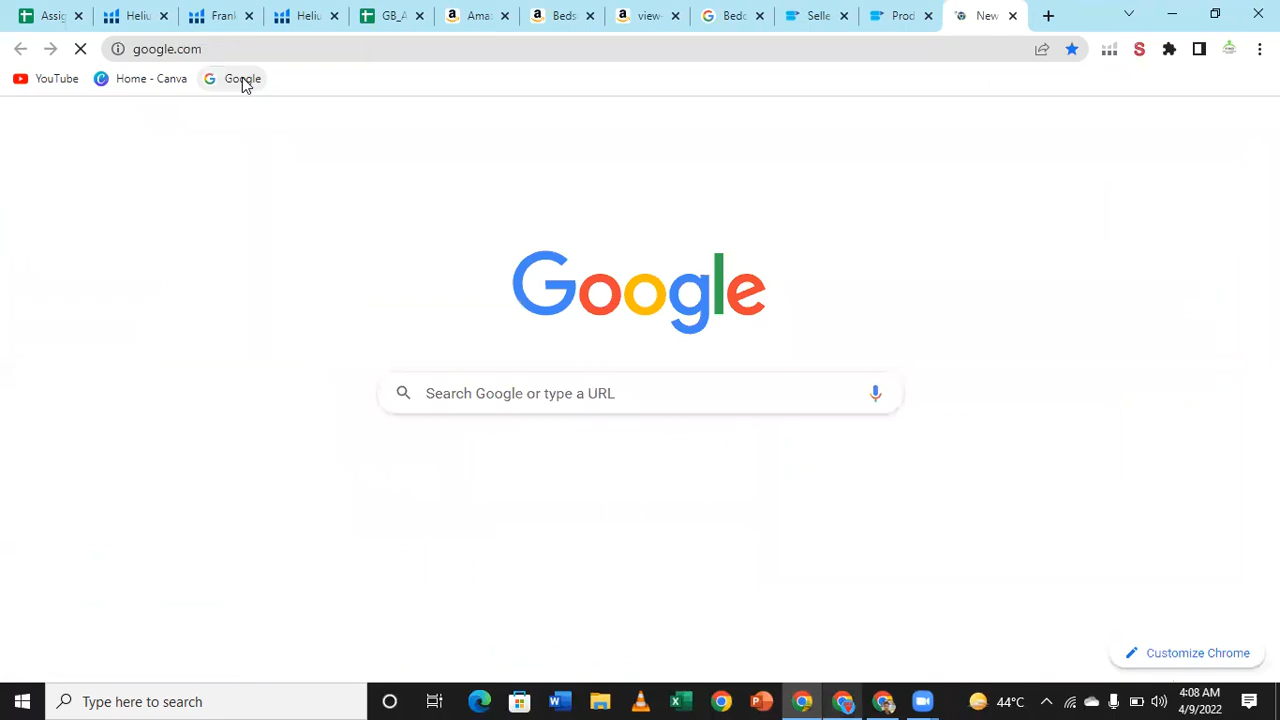 Assig
Heliu
Frank
Heliu
GB_A
Ama
Beds
view-
Bedc
Selle
Prod
New
google.com
YouTube
Home - Canva
Google
Google
Search Google or type a URL
Customize Chrome
Type here to search
44°C
4:08 AM
4/9/2022